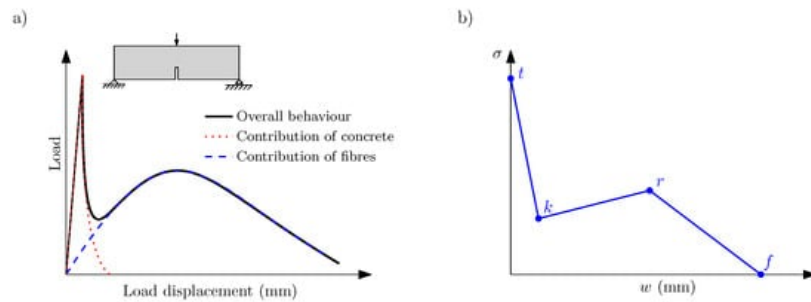 a)
Load
Overall behaviour
Contribution of concrete
Contribution of fibres
Load displacement (mm)
b)
σ
t
k
r
f
w (mm)